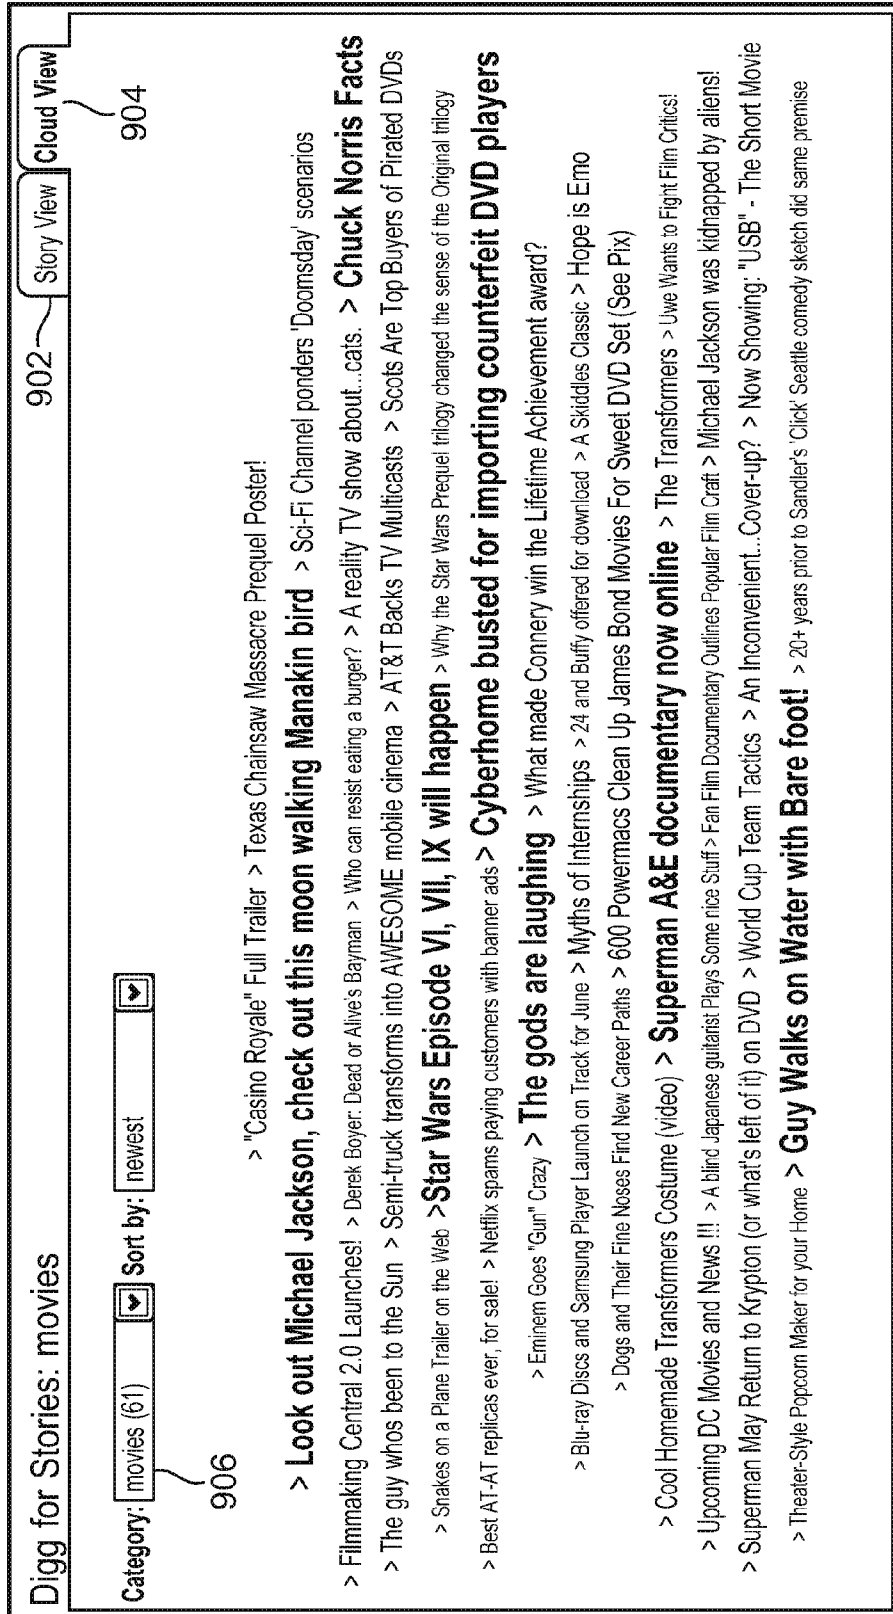 Digg for Stories: movies
902
Story View
Cloud View
904
Category: movies (61) Sort by: newest
906
> "Casino Royale" Full Trailer > Texas Chainsaw Massacre Prequel Poster!
> Look out Michael Jackson, check out this moon walking Manakin bird > Sci-Fi Channel ponders 'Doomsday' scenarios
> Filmmaking Central 2.0 Launches! > Derek Boyer: Dead or Alive's Bayman > Who can resist eating a burger? > A reality TV show about...cats. > Chuck Norris Facts
> The guy whos been to the Sun > Semi-truck transforms into AWESOME mobile cinema > AT&T Backs TV Multicasts > Scots Are Top Buyers of Pirated DVDs
> Snakes on a Plane Trailer on the Web >Star Wars Episode VI, VII, IX will happen > Why the Star Wars Prequel trilogy changed the sense of the Original trilogy
> Best AT-AT replicas ever, for sale! > Netflix spams paying customers with banner ads > Cyberhome busted for importing counterfeit DVD players
> Eminem Goes "Gun" Crazy > The gods are laughing > What made Connery win the Lifetime Achievement award?
> Blu-ray Discs and Samsung Player Launch on Track for June > Myths of Internships > 24 and Buffy offered for download > A Skiddles Classic > Hope is Emo
> Dogs and Their Fine Noses Find New Career Paths > 600 Powermacs Clean Up James Bond Movies For Sweet DVD Set (See Pix)
> Cool Homemade Transformers Costume (video) > Superman A&E documentary now online > The Transformers > Uwe Wants to Fight Film Critics!
> Upcoming DC Movies and News !!! > A blind Japanese guitarist Plays Some nice Stuff > Fan Film Documentary Outlines Popular Film Craft > Michael Jackson was kidnapped by aliens!
> Superman May Return to Krypton (or what's left of it) on DVD > World Cup Team Tactics > An Inconvenient...Cover-up? > Now Showing: "USB" - The Short Movie
> Theater-Style Popcorn Maker for your Home > Guy Walks on Water with Bare foot! > 20+ years prior to Sandler's 'Click' Seattle comedy sketch did same premise